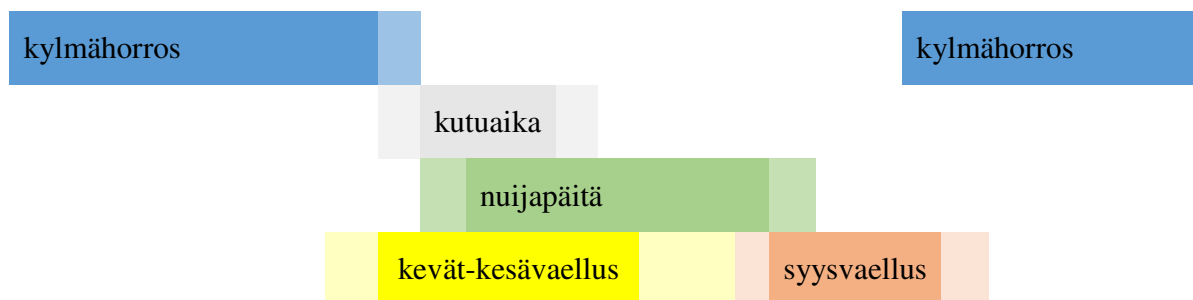 kylmähorros kylmähorros
kutuaika
nuijapäitä
kevät-kesävaellus syysvaellus